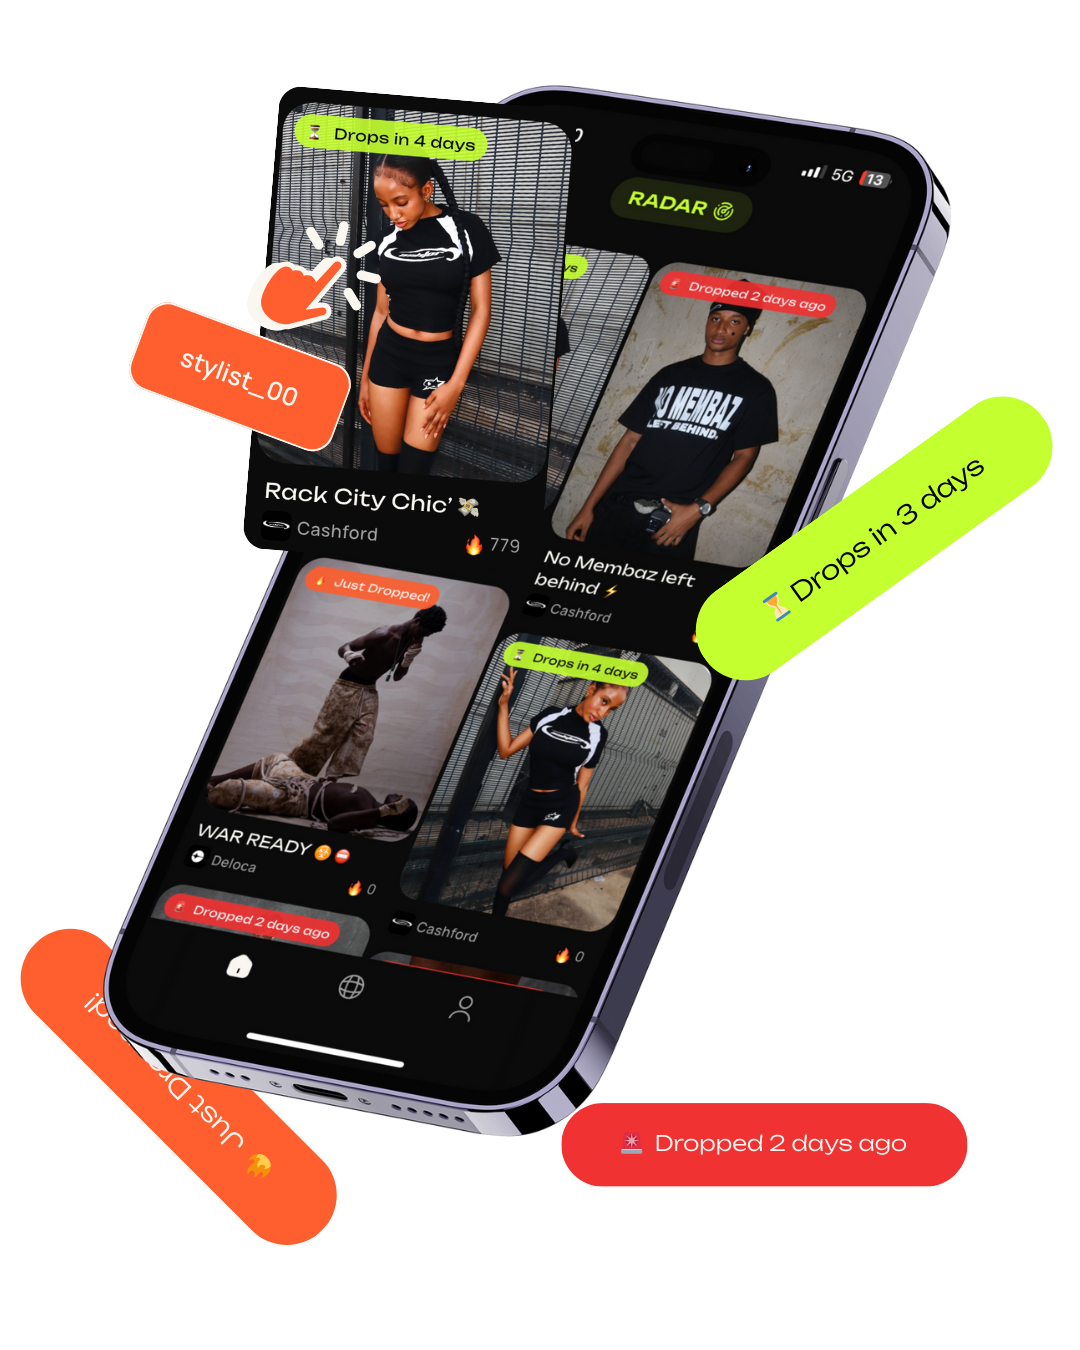 ⏳ Drops in 4 days
5G 13
RADAR
🚨 Dropped 2 days ago
stylist_00
NO MEMBAZ
LEFT BEHIND.
⏳ Drops in 3 days
Rack City Chic’ 💸
Cashford
🔥 779
No Membaz left
behind ⚡
Cashford
🔥 Just Dropped!
⏳ Drops in 4 days
WAR READY ☣️⛔
Deloca
🔥 0
🚨 Dropped 2 days ago
Cashford
🔥 0
🔥 Just Dropped!
🚨 Dropped 2 days ago